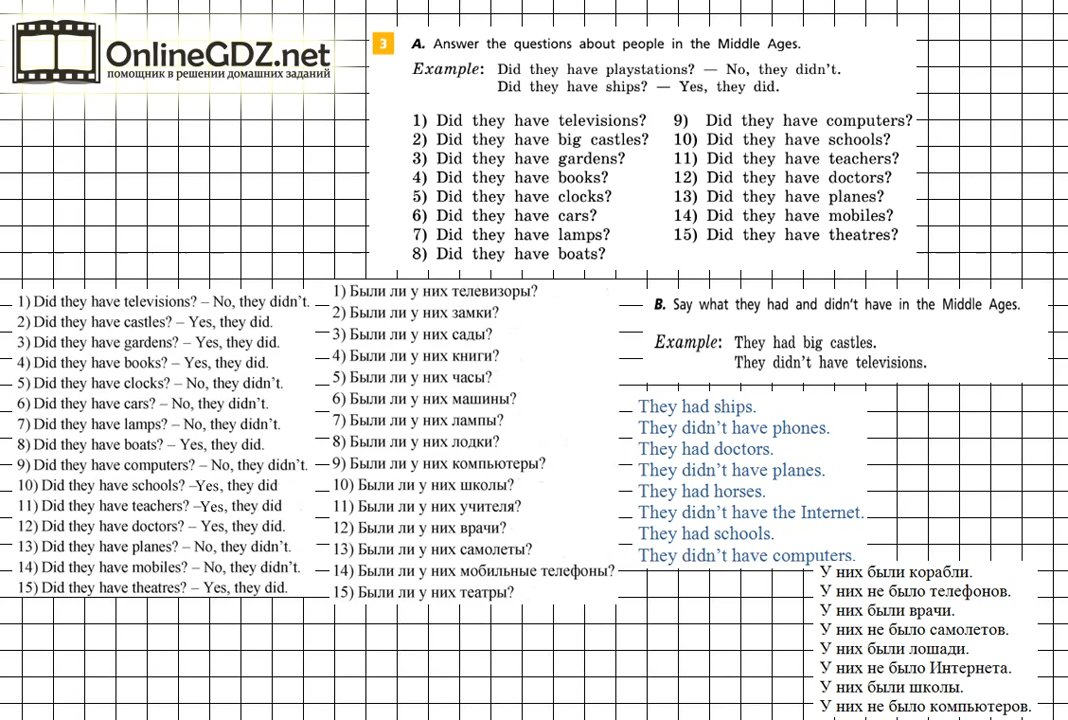 OnlineGDZ.net
помощник в решении домашних заданий
3 A. Answer the questions about people in the Middle Ages.
Example: Did they have playstations? — No, they didn't.
Did they have ships? — Yes, they did.
1) Did they have televisions?
2) Did they have big castles?
3) Did they have gardens?
4) Did they have books?
5) Did they have clocks?
6) Did they have cars?
7) Did they have lamps?
8) Did they have boats?
9) Did they have computers?
10) Did they have schools?
11) Did they have teachers?
12) Did they have doctors?
13) Did they have planes?
14) Did they have mobiles?
15) Did they have theatres?
1) Did they have televisions? – No, they didn't.
2) Did they have castles? – Yes, they did.
3) Did they have gardens? – Yes, they did.
4) Did they have books? – Yes, they did.
5) Did they have clocks? – No, they didn't.
6) Did they have cars? – No, they didn't.
7) Did they have lamps? – No, they didn't.
8) Did they have boats? – Yes, they did.
9) Did they have computers? – No, they didn't.
10) Did they have schools? –Yes, they did
11) Did they have teachers? –Yes, they did
12) Did they have doctors? – Yes, they did.
13) Did they have planes? – No, they didn't.
14) Did they have mobiles? – No, they didn't.
15) Did they have theatres? – Yes, they did.
1) Были ли у них телевизоры?
2) Были ли у них замки?
3) Были ли у них сады?
4) Были ли у них книги?
5) Были ли у них часы?
6) Были ли у них машины?
7) Были ли у них лампы?
8) Были ли у них лодки?
9) Были ли у них компьютеры?
10) Были ли у них школы?
11) Были ли у них учителя?
12) Были ли у них врачи?
13) Были ли у них самолеты?
14) Были ли у них мобильные телефоны?
15) Были ли у них театры?
B. Say what they had and didn't have in the Middle Ages.
Example: They had big castles.
They didn't have televisions.
They had ships.
They didn't have phones.
They had doctors.
They didn't have planes.
They had horses.
They didn't have the Internet.
They had schools.
They didn't have computers.
У них были корабли.
У них не было телефонов.
У них были врачи.
У них не было самолетов.
У них были лошади.
У них не было Интернета.
У них были школы.
У них не было компьютеров.